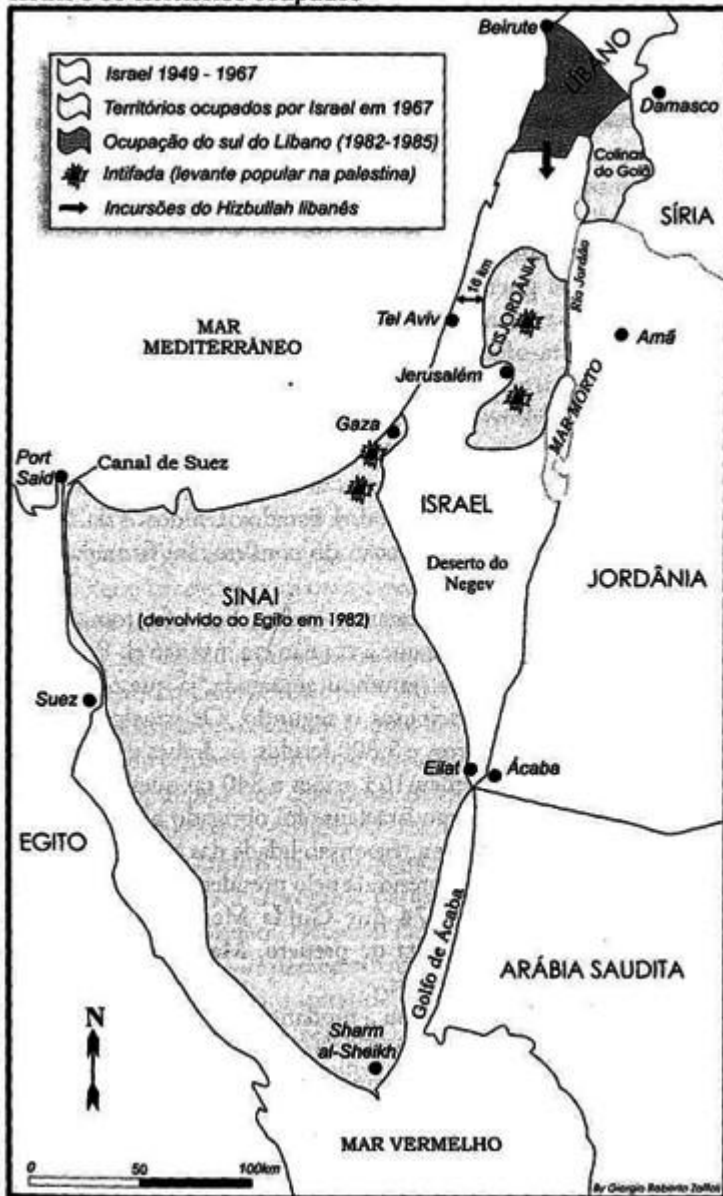 Beirute
LÍBANO
Damasco
Israel 1949 - 1967
Territórios ocupados por Israel em 1967
Ocupação do sul do Líbano (1982-1985)
Intifada (levante popular na palestina)
Incursões do Hizbullah libanês
Colinas
do Golã
SÍRIA
16 km
CISJORDÂNIA
Rio Jordão
MAR
MEDITERRÂNEO
Tel Aviv
Amã
Jerusalém
MAR MORTO
Gaza
Port
Said
Canal de Suez
ISRAEL
Deserto do
Negev
JORDÂNIA
SINAI
(devolvido ao Egito em 1982)
Suez
Eilat
Ácaba
EGITO
Golfo de Ácaba
ARÁBIA SAUDITA
N
Sharm
al-Sheikh
MAR VERMELHO
0 50 100km
By Giorgio Roberto